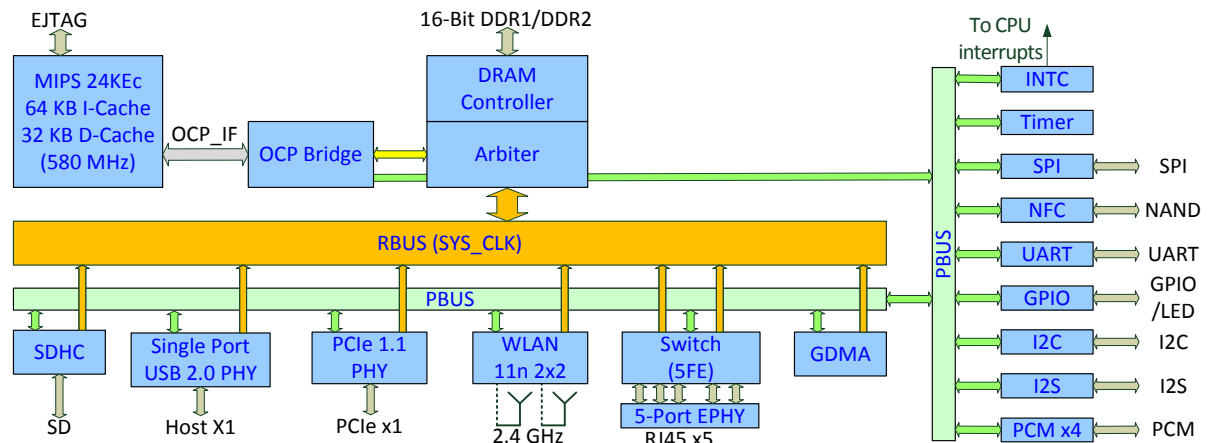 EJTAG
16-Bit DDR1/DDR2
To CPU
interrupts
MIPS 24KEc
64 KB I-Cache
32 KB D-Cache
(580 MHz)
OCP_IF
OCP Bridge
DRAM
Controller
Arbiter
RBUS (SYS_CLK)
PBUS
SDHC
SD
Single Port
USB 2.0 PHY
Host X1
PCIe 1.1
PHY
PCIe x1
WLAN
11n 2x2
2.4 GHz
Switch
(5FE)
5-Port EPHY
RJ45 x5
GDMA
PBUS
INTC
Timer
SPI
SPI
NFC
NAND
UART
UART
GPIO
GPIO
/LED
I2C
I2C
I2S
I2S
PCM x4
PCM